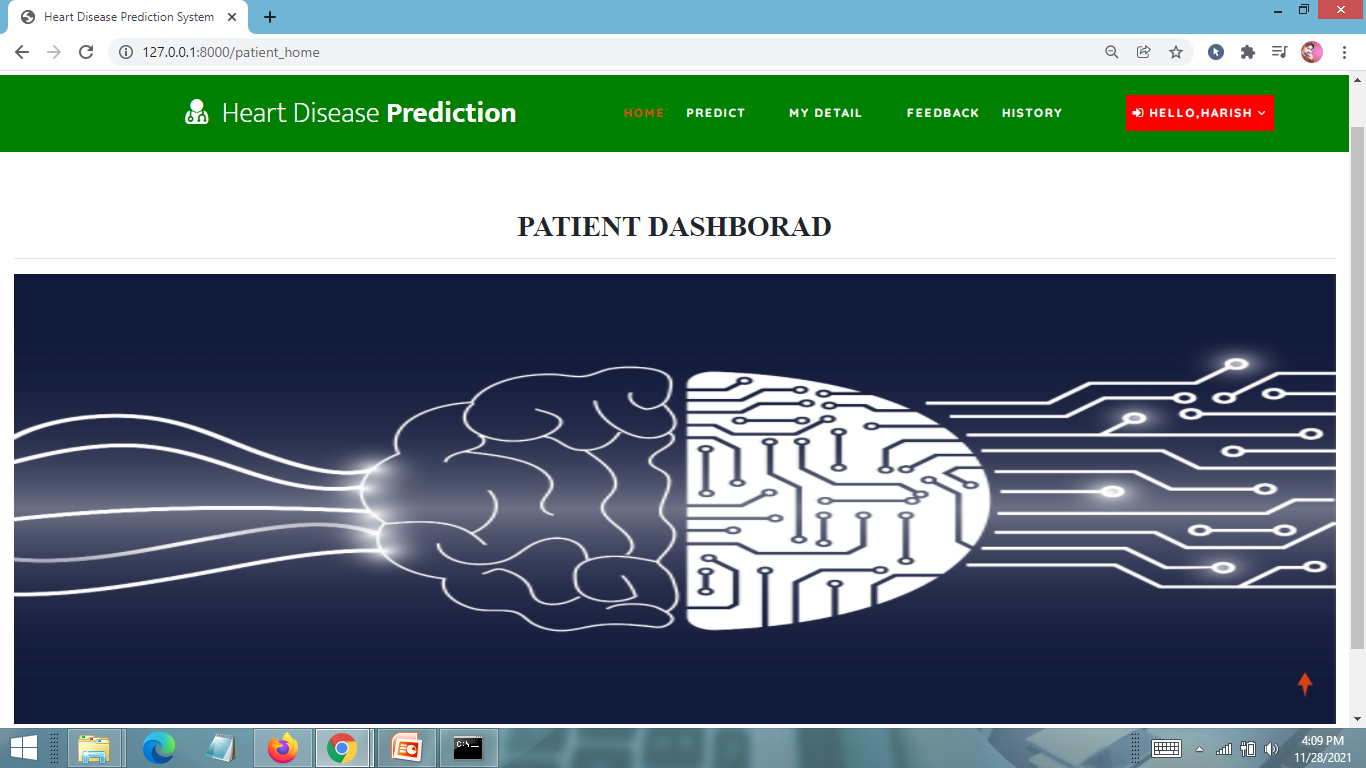 Heart Disease Prediction System
127.0.0.1:8000/patient_home
Heart Disease Prediction
HOME PREDICT MY DETAIL FEEDBACK HISTORY HELLO,HARISH
PATIENT DASHBORAD
C:\_
4:09 PM
11/28/2021